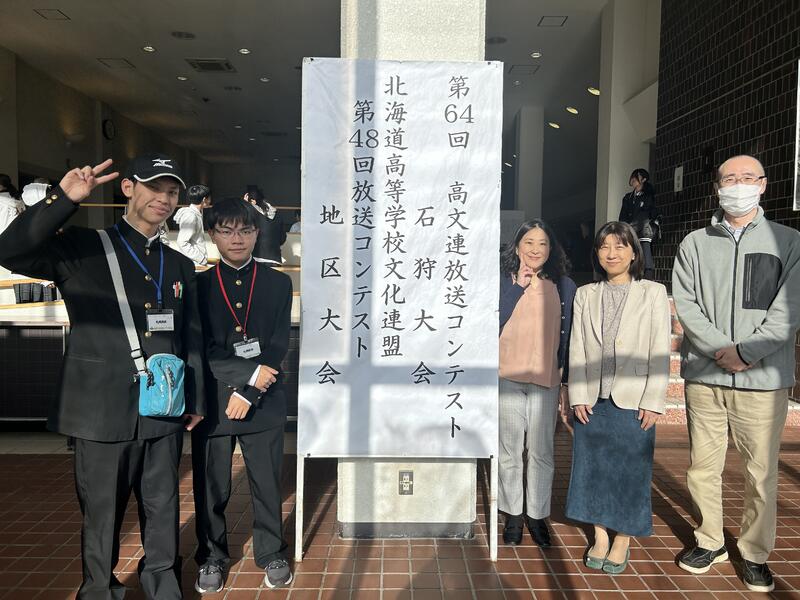 第64回　高文連放送コンテスト
石狩大会
北海道高等学校文化連盟
第48回放送コンテスト
地区大会